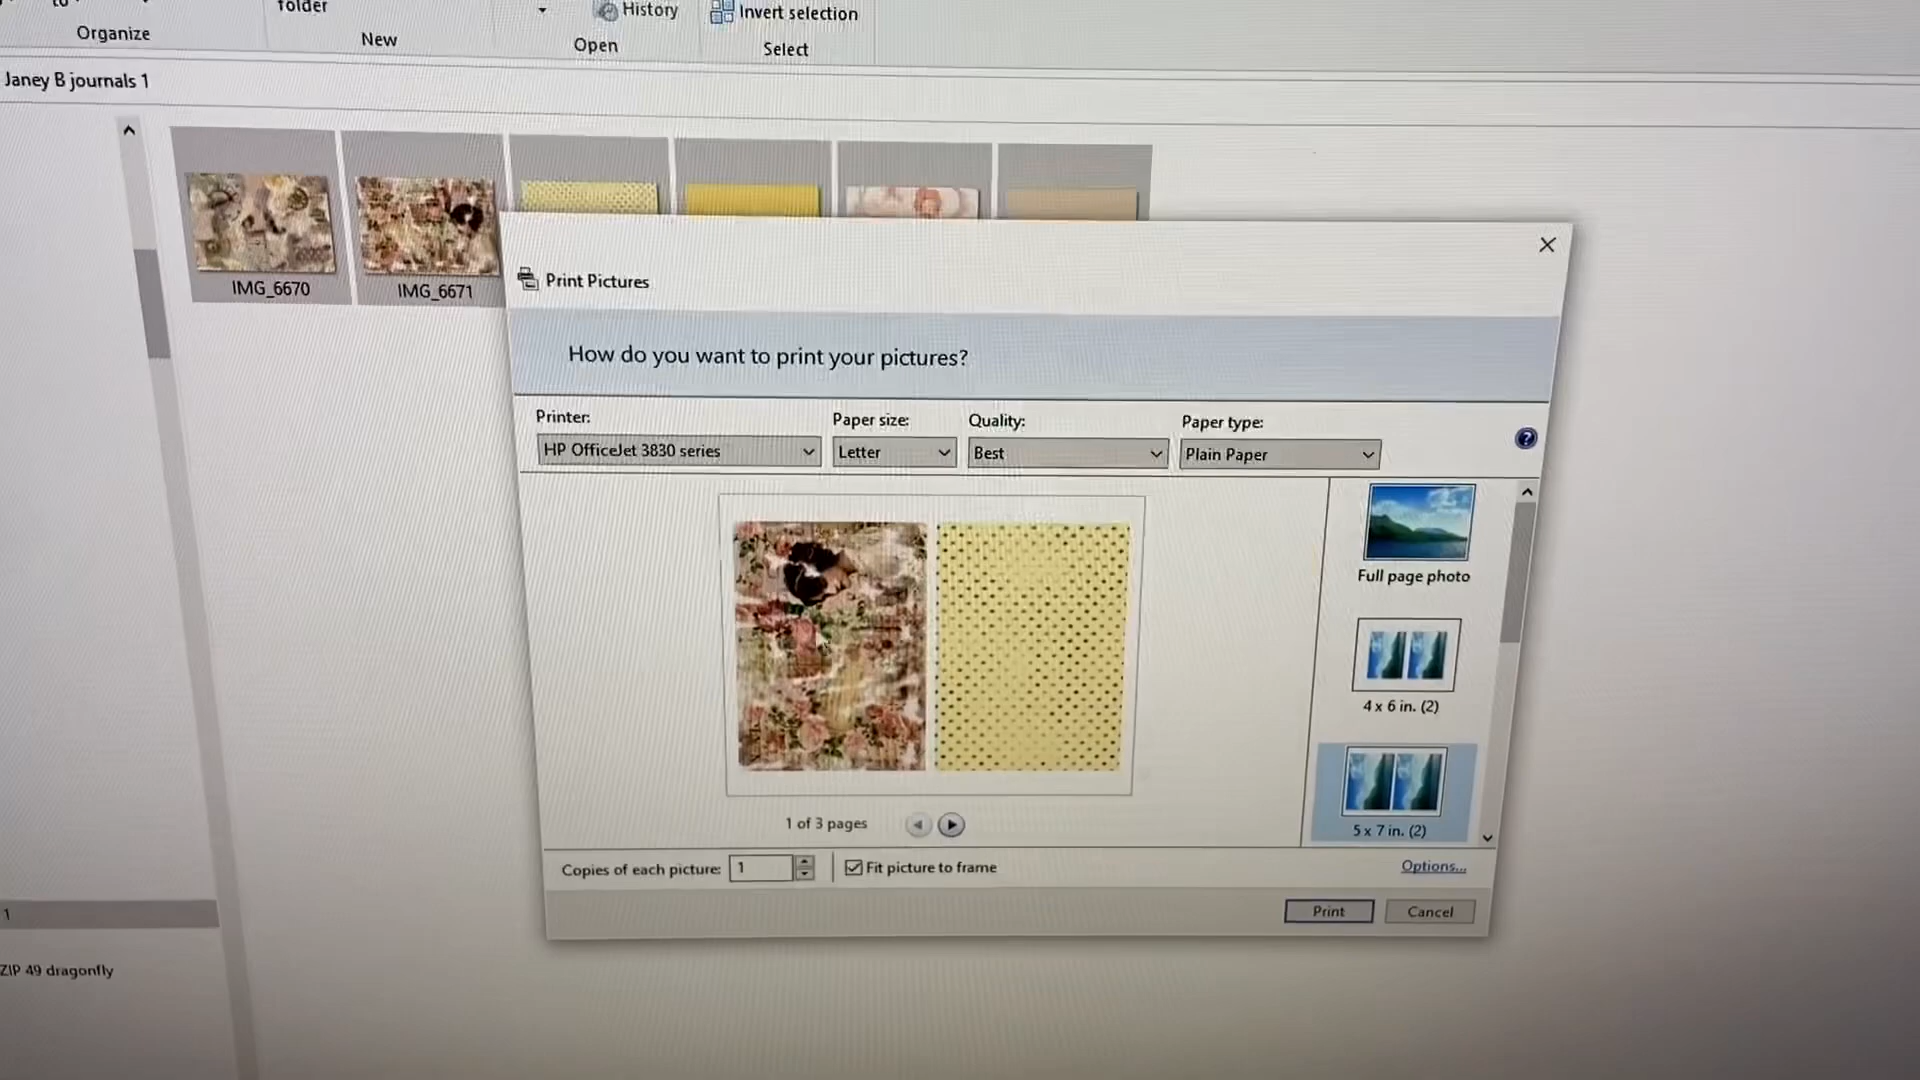 folder
History
Invert selection
Organize
New
Open
Select
Janey B journals 1
IMG_6670
IMG_6671
Print Pictures
How do you want to print your pictures?
Printer:
Paper size:
Quality:
Paper type:
HP OfficeJet 3830 series
Letter
Best
Plain Paper
?
Full page photo
4 x 6 in. (2)
5 x 7 in. (2)
1 of 3 pages
Copies of each picture:
1
Fit picture to frame
Options...
Print
Cancel
1
ZIP 49 dragonfly